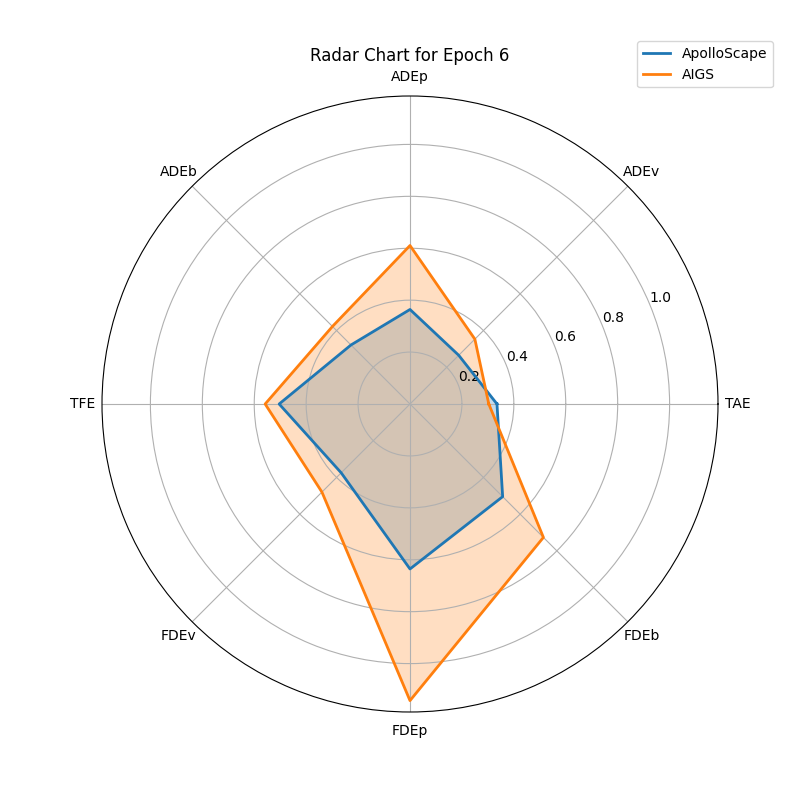 Radar Chart for Epoch 6
ApolloScape
AIGS
ADEp
ADEb
ADEv
1.0
0.8
0.6
0.4
0.2
TFE
TAE
FDEv
FDEb
FDEp